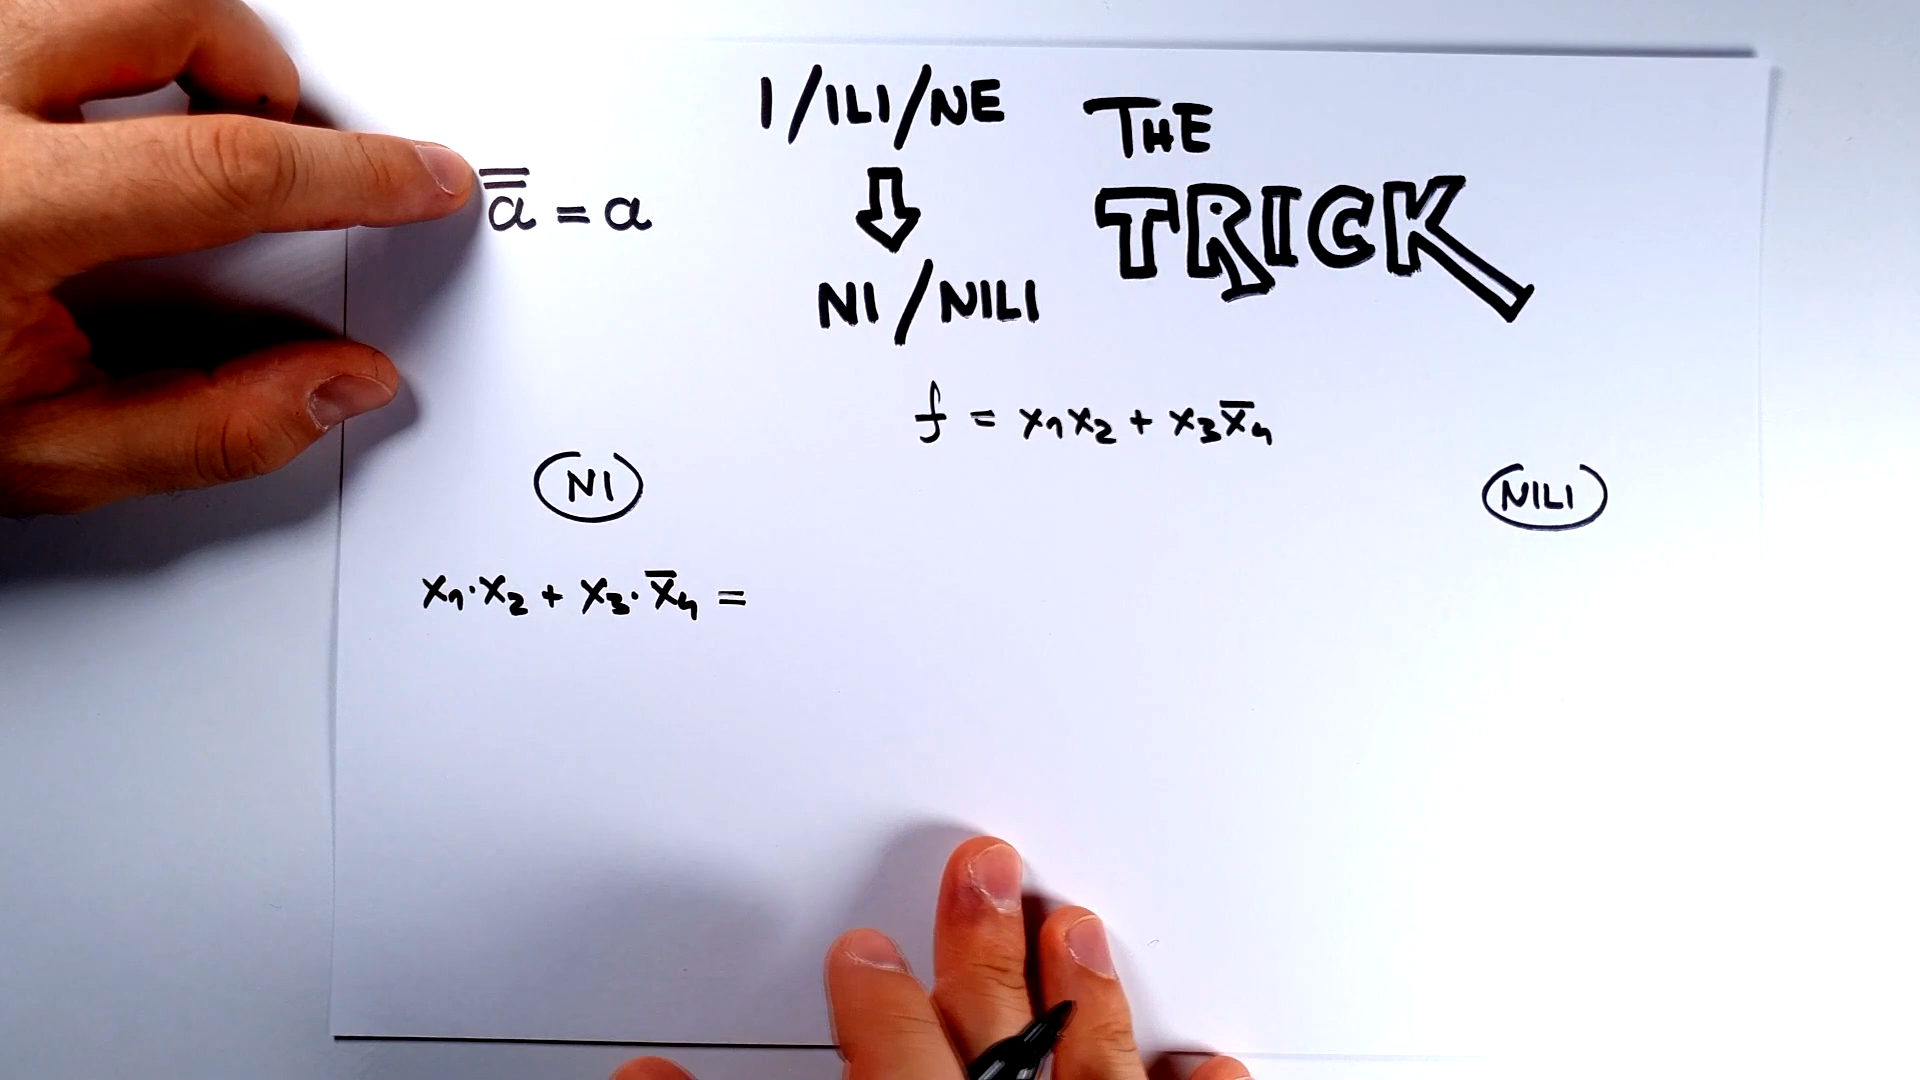 I/ILI/NE
THE
TRICK
a̿ = a
NI/NILI
f = x₁x₂ + x₃x̅₄
NI
NILI
x₁·x₂ + x₃·x̅₄ =